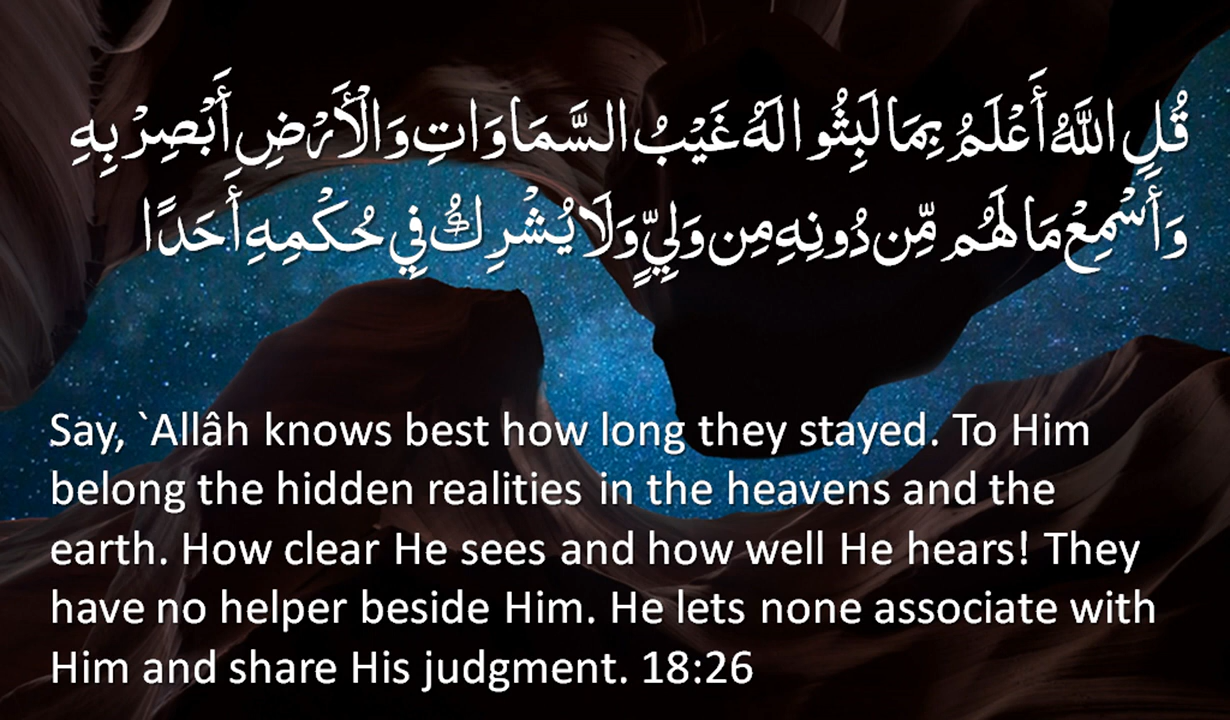 قُلِ اللَّهُ أَعْلَمُ بِمَا لَبِثُوا لَهُ غَيْبُ السَّمَاوَاتِ وَالْأَرْضِ أَبْصِرْ بِهِ
وَأَسْمِعْ مَا لَهُم مِّن دُونِهِ مِن وَلِيٍّ وَلَا يُشْرِكُ فِي حُكْمِهِ أَحَدًا
Say, `Allâh knows best how long they stayed. To Him
belong the hidden realities in the heavens and the
earth. How clear He sees and how well He hears! They
have no helper beside Him. He lets none associate with
Him and share His judgment. 18:26